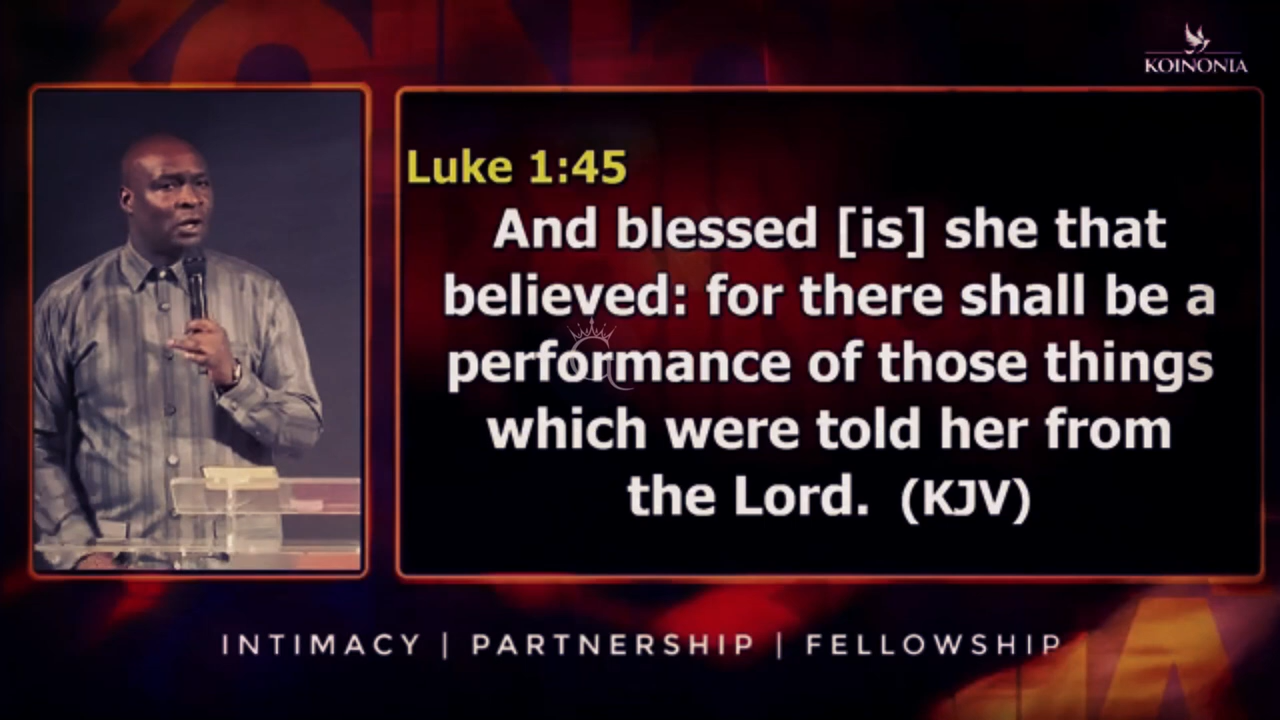 KOINONIA
Luke 1:45
And blessed [is] she that
believed: for there shall be a
performance of those things
which were told her from
the Lord. (KJV)
INTIMACY | PARTNERSHIP | FELLOWSHIP